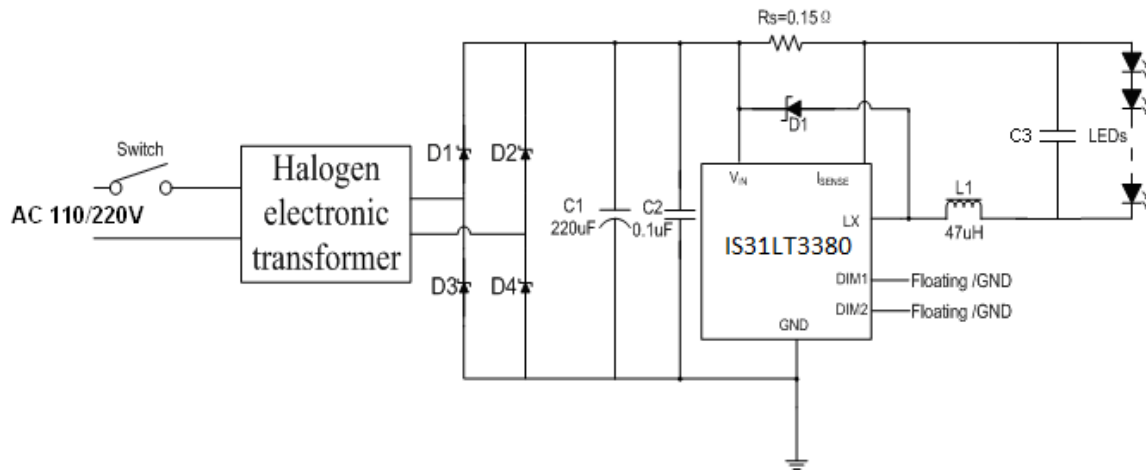 Rs=0.15Ω
Switch
AC 110/220V
Halogen
electronic
transformer
D1
D2
D3
D4
C1
220uF
C2
0.1uF
D1
VIN
ISENSE
LX
IS31LT3380
DIM1
DIM2
GND
Floating /GND
Floating /GND
L1
47uH
C3
LEDs